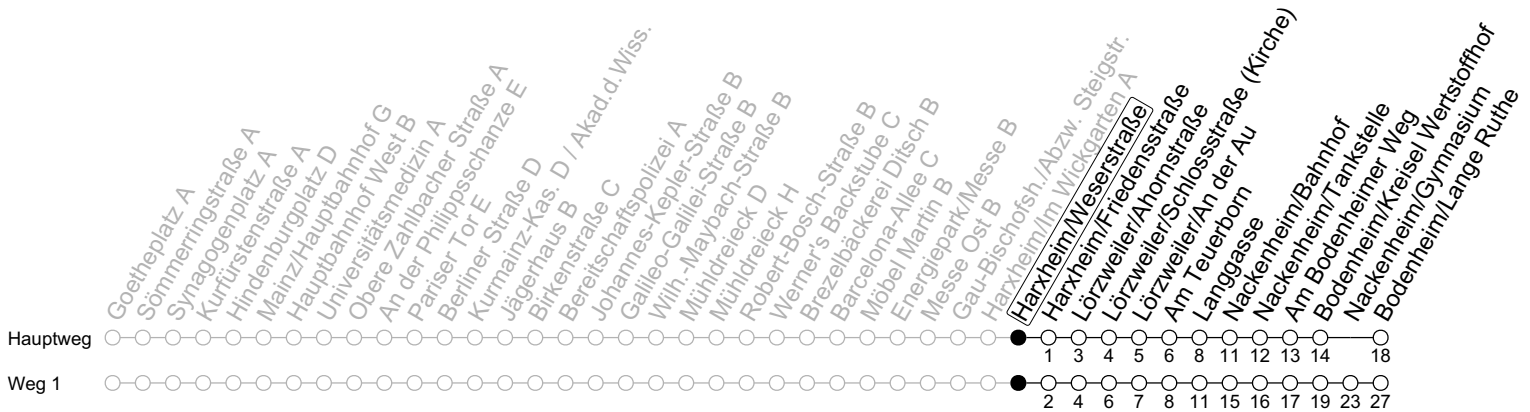 Goetheplatz A
Sömmerringstraße A
Synagogenplatz A
Kurfürstenstraße A
Hindenburgplatz D
Mainz/Hauptbahnhof G
Hauptbahnhof West B
Universitätsmedizin A
Obere Zahlbacher Straße A
An der Philippsschanze E
Pariser Tor E
Berliner Straße D
Kurmainz-Kas. D / Akad.d.Wiss.
Jägerhaus B
Birkenstraße C
Bereitschaftspolizei A
Johannes-Kepler-Straße B
Galileo-Galilei-Straße B
Wilh.-Maybach-Straße B
Mühldreieck D
Mühldreieck H
Robert-Bosch-Straße B
Werner's Backstube C
Brezelbäckerei Ditsch B
Barcelona-Allee C
Möbel Martin B
Energiepark/Messe B
Messe Ost B
Gau-Bischofsh./Abzw. Steigstr.
Harxheim/Im Wickgarten A
Harxheim/Weserstraße
Harxheim/Friedensstraße
Lörzweiler/Ahornstraße
Lörzweiler/Schlossstraße (Kirche)
Lörzweiler/An der Au
Am Teuerborn
Langgasse
Nackenheim/Bahnhof
Nackenheim/Tankstelle
Am Bodenheimer Weg
Bodenheim/Kreisel Wertstoffhof
Nackenheim/Gymnasium
Bodenheim/Lange Ruthe
Hauptweg
1 3 4 5 6 8 11 12 13 14 18
Weg 1
2 4 6 7 8 11 15 16 17 19 23 27